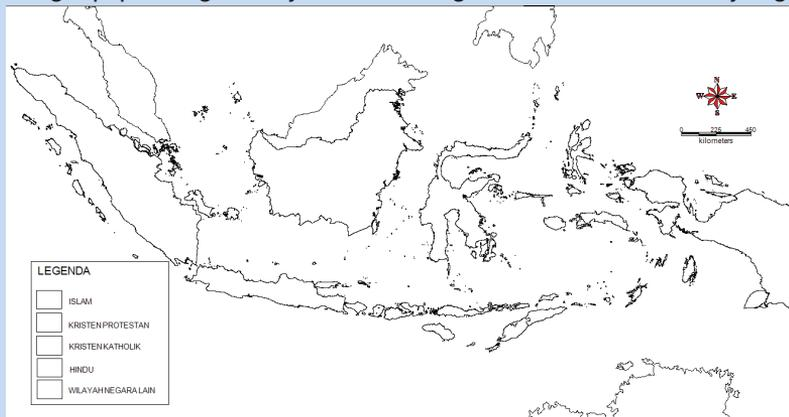 N
W E
S
0 225 450
kilometers
LEGENDA
ISLAM
KRISTEN PROTESTAN
KRISTEN KATHOLIK
HINDU
WILAYAH NEGARA LAIN